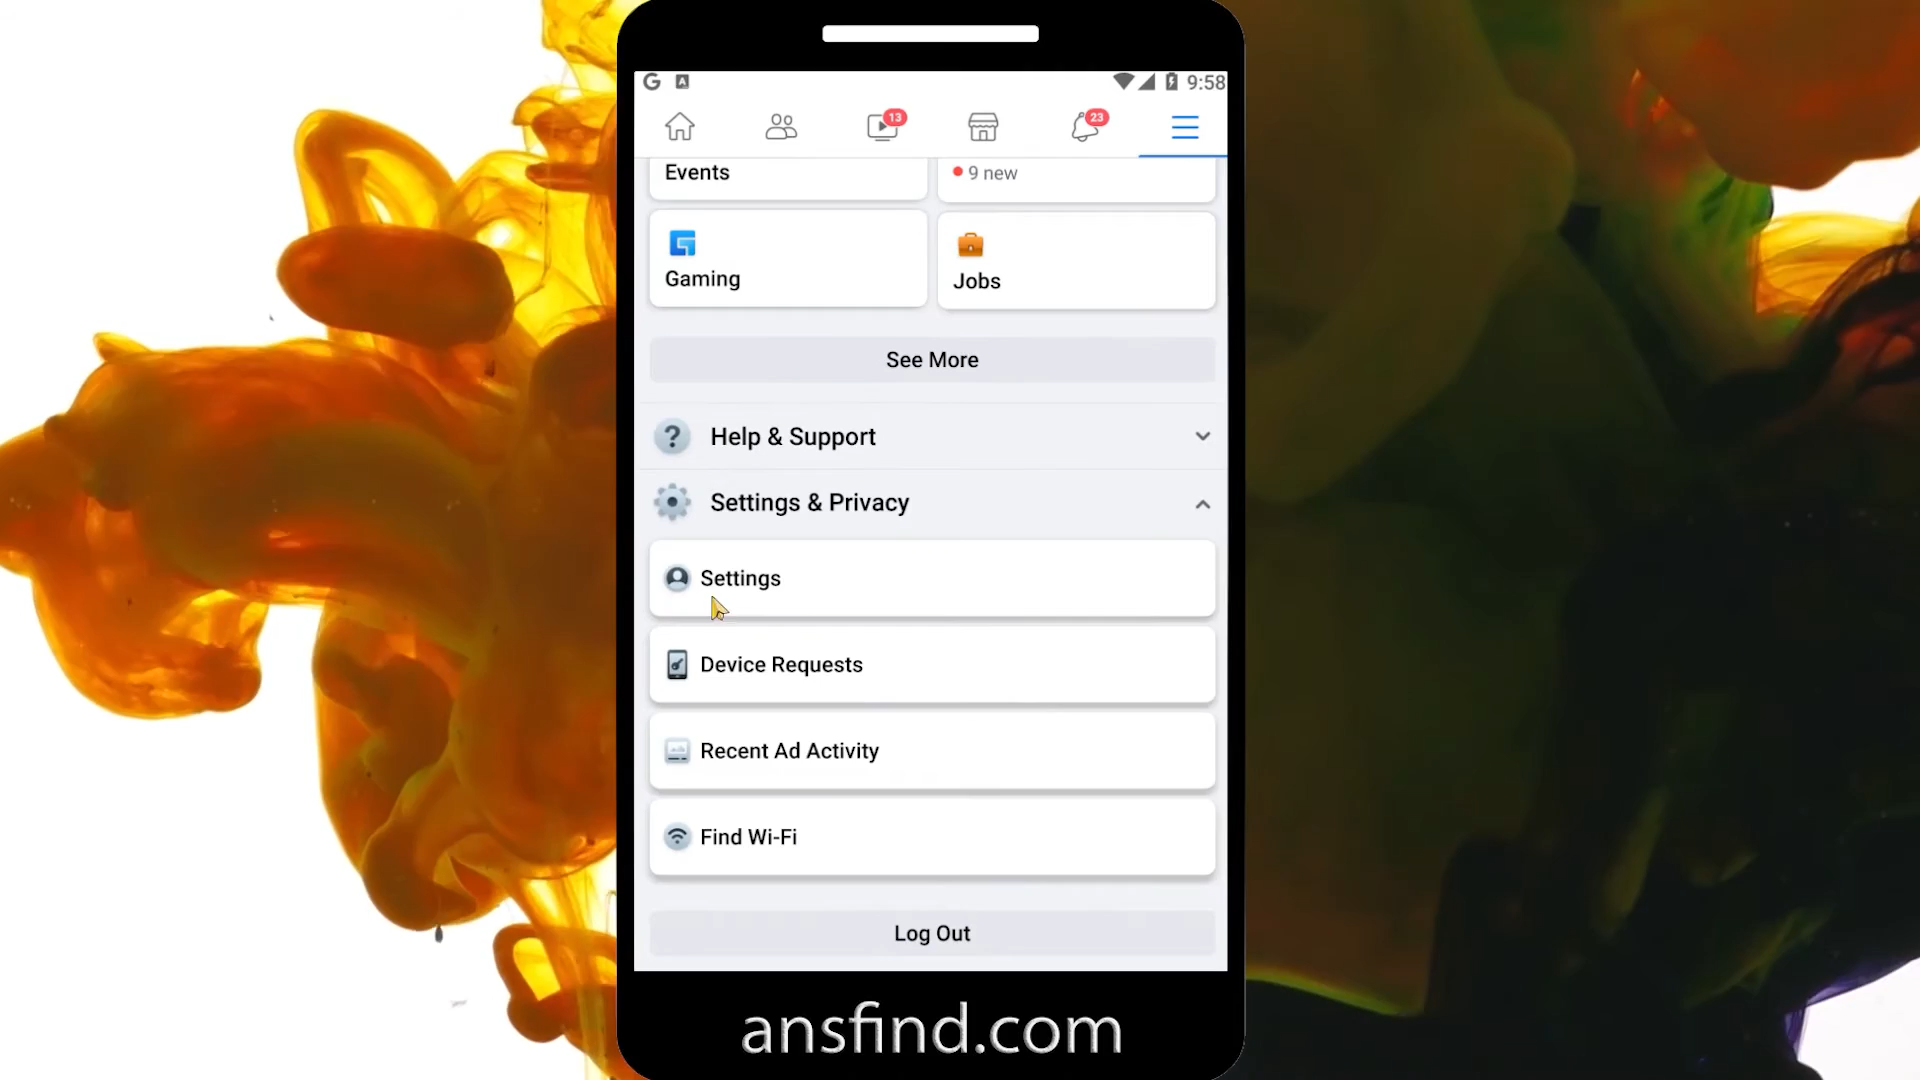 9:58
13
23
Events
9 new
Gaming
Jobs
See More
Help & Support
Settings & Privacy
Settings
Device Requests
Recent Ad Activity
Find Wi-Fi
Log Out
ansfind.com